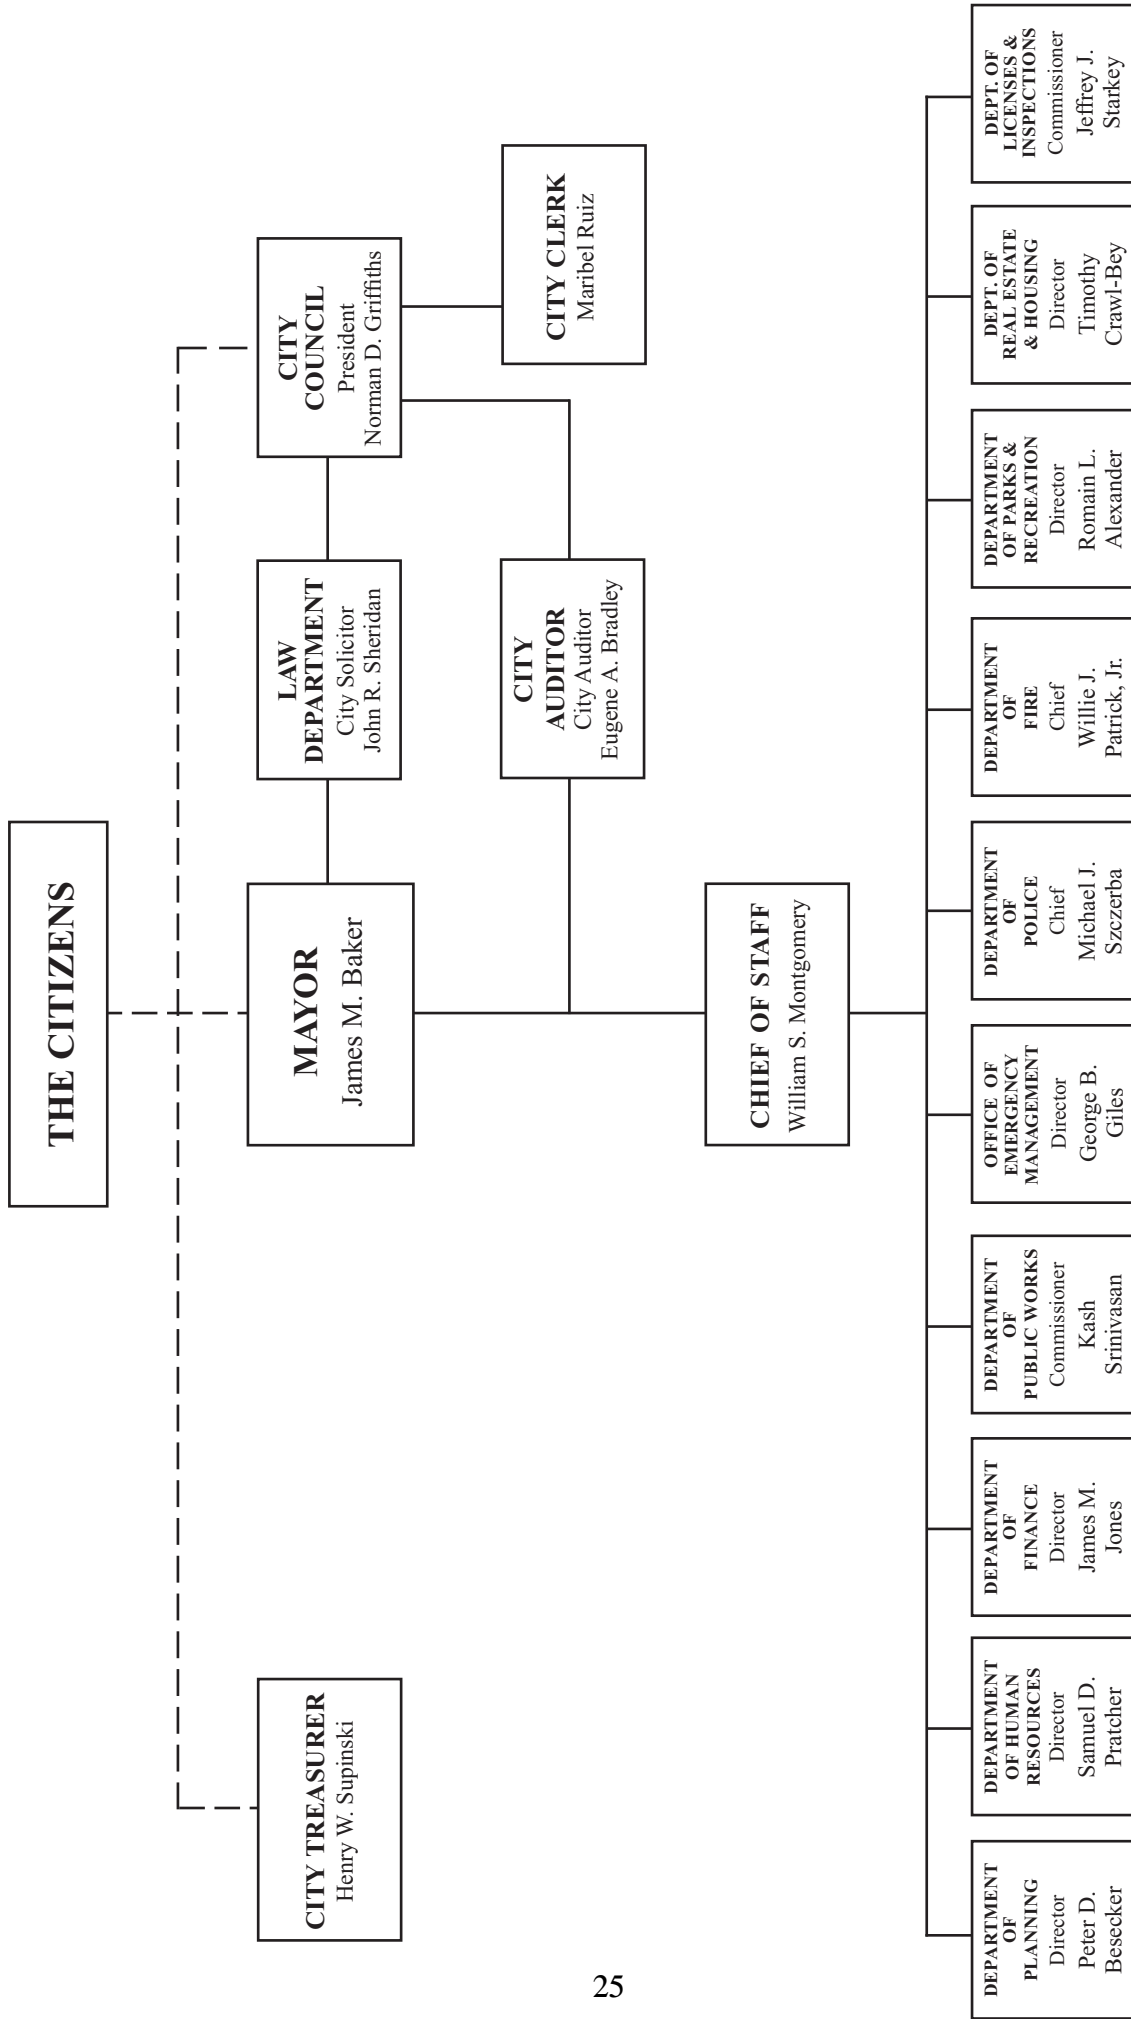 THE CITIZENS
CITY TREASURER
Henry W. Supinski
MAYOR
James M. Baker
LAW
DEPARTMENT
City Solicitor
John R. Sheridan
CITY
COUNCIL
President
Norman D. Griffiths
CITY
AUDITOR
City Auditor
Eugene A. Bradley
CITY CLERK
Maribel Ruiz
CHIEF OF STAFF
William S. Montgomery
DEPARTMENT
OF
PLANNING
Director
Peter D.
Besecker
DEPARTMENT
OF HUMAN
RESOURCES
Director
Samuel D.
Pratcher
DEPARTMENT
OF
FINANCE
Director
James M.
Jones
DEPARTMENT
OF
PUBLIC WORKS
Commissioner
Kash
Srinivasan
OFFICE OF
EMERGENCY
MANAGEMENT
Director
George B.
Giles
DEPARTMENT
OF
POLICE
Chief
Michael J.
Szczerba
DEPARTMENT
OF
FIRE
Chief
Willie J.
Patrick, Jr.
DEPARTMENT
OF PARKS &
RECREATION
Director
Romain L.
Alexander
DEPT. OF
REAL ESTATE
& HOUSING
Director
Timothy
Crawl-Bey
DEPT. OF
LICENSES &
INSPECTIONS
Commissioner
Jeffrey J.
Starkey
25